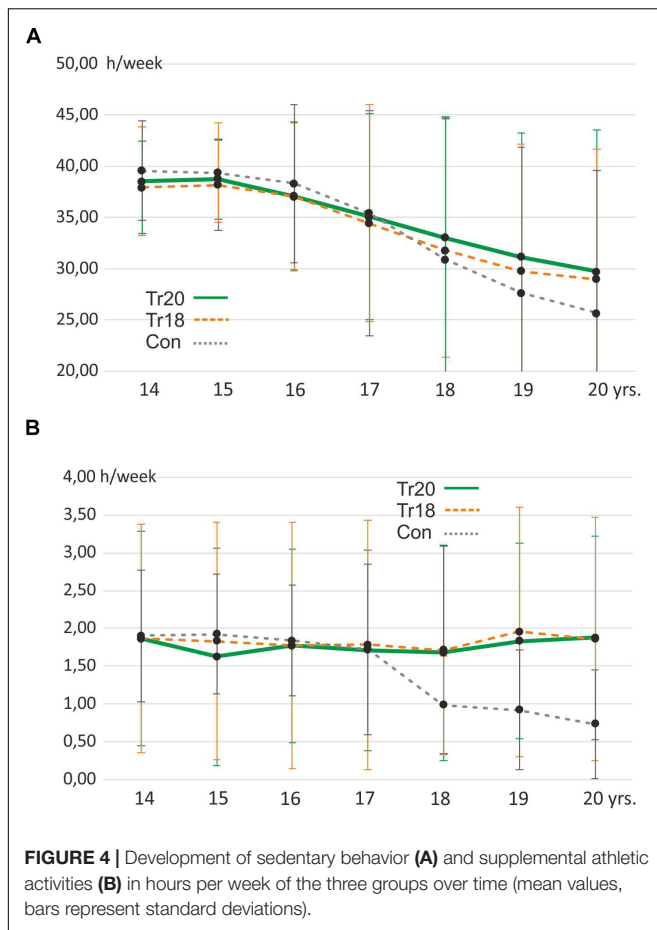 A
50,00 h/week
45,00
40,00
35,00
30,00
25,00
20,00
Tr20
Tr18
Con
14 15 16 17 18 19 20 yrs.
B
4,00 h/week
3,50
3,00
2,50
2,00
1,50
1,00
0,50
0,00
Tr20
Tr18
Con
14 15 16 17 18 19 20 yrs.
FIGURE 4 | Development of sedentary behavior (A) and supplemental athletic
activities (B) in hours per week of the three groups over time (mean values,
bars represent standard deviations).